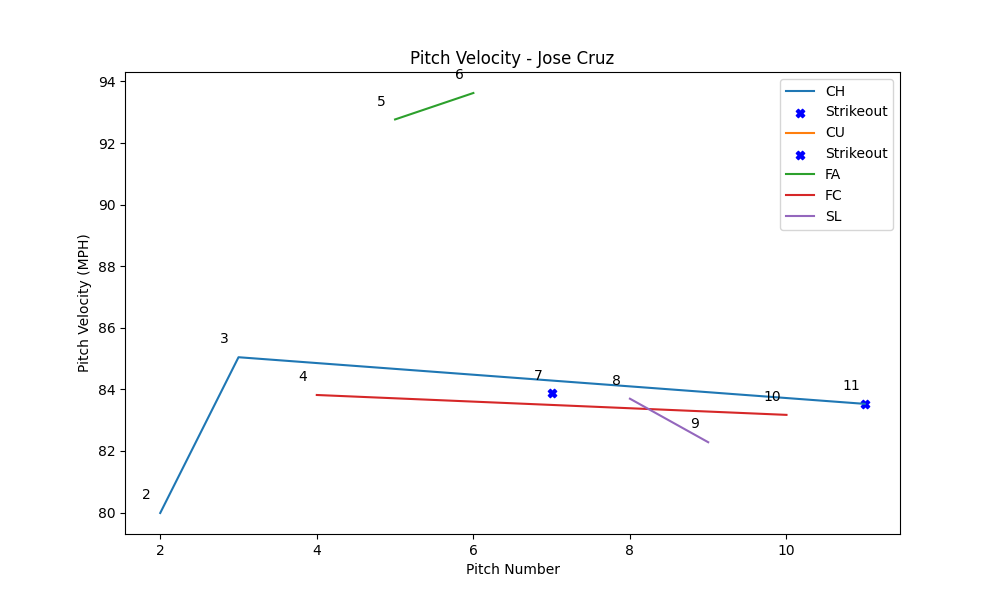 Pitch Velocity - Jose Cruz
Pitch Velocity (MPH)
94
92
90
88
86
84
82
80
2
3
4
5
6
7
8
9
10
11
CH
Strikeout
CU
Strikeout
FA
FC
SL
2
4
6
8
10
Pitch Number